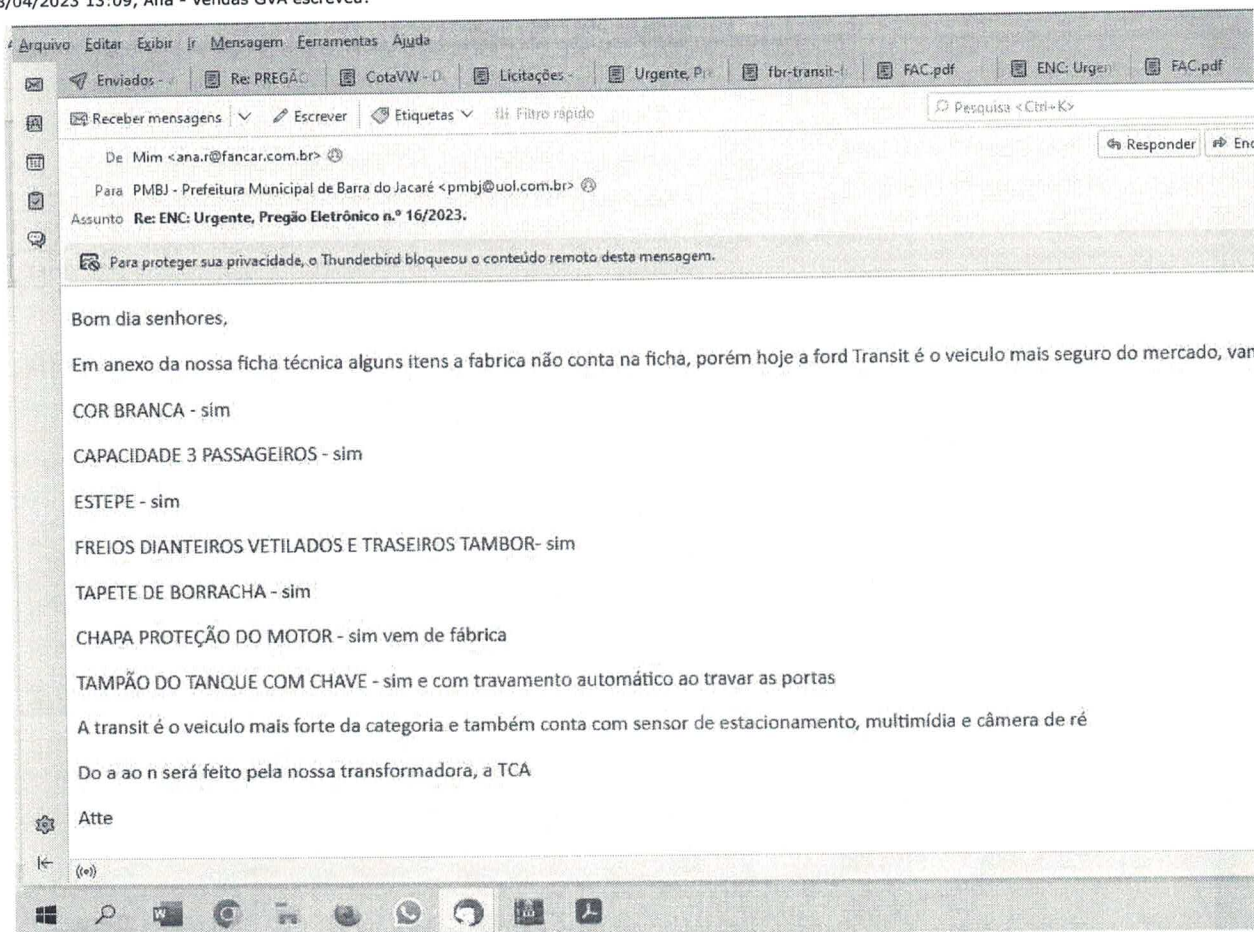 /04/2023 13:09, Ana - Vendas GVA escreveu:
Arquivo Editar Exibir Ir Mensagem Ferramentas Ajuda
Enviados - Re: PREGÃO CotaVW - D Licitações - Urgente, Pre fbr-transit-f FAC.pdf ENC: Urgen FAC.pdf
Receber mensagens Escrever Etiquetas Filtro rápido Pesquisa <Ctrl+K>
De Mim <ana.r@fancar.com.br> Responder Enc
Para PMBJ - Prefeitura Municipal de Barra do Jacaré <pmbj@uol.com.br>
Assunto Re: ENC: Urgente, Pregão Eletrônico n.º 16/2023.
Para proteger sua privacidade, o Thunderbird bloqueou o conteúdo remoto desta mensagem.
Bom dia senhores,
Em anexo da nossa ficha técnica alguns itens a fabrica não conta na ficha, porém hoje a ford Transit é o veiculo mais seguro do mercado, van
COR BRANCA - sim
CAPACIDADE 3 PASSAGEIROS - sim
ESTEPE - sim
FREIOS DIANTEIROS VETILADOS E TRASEIROS TAMBOR- sim
TAPETE DE BORRACHA - sim
CHAPA PROTEÇÃO DO MOTOR - sim vem de fábrica
TAMPÃO DO TANQUE COM CHAVE - sim e com travamento automático ao travar as portas
A transit é o veiculo mais forte da categoria e também conta com sensor de estacionamento, multimídia e câmera de ré
Do a ao n será feito pela nossa transformadora, a TCA
Atte